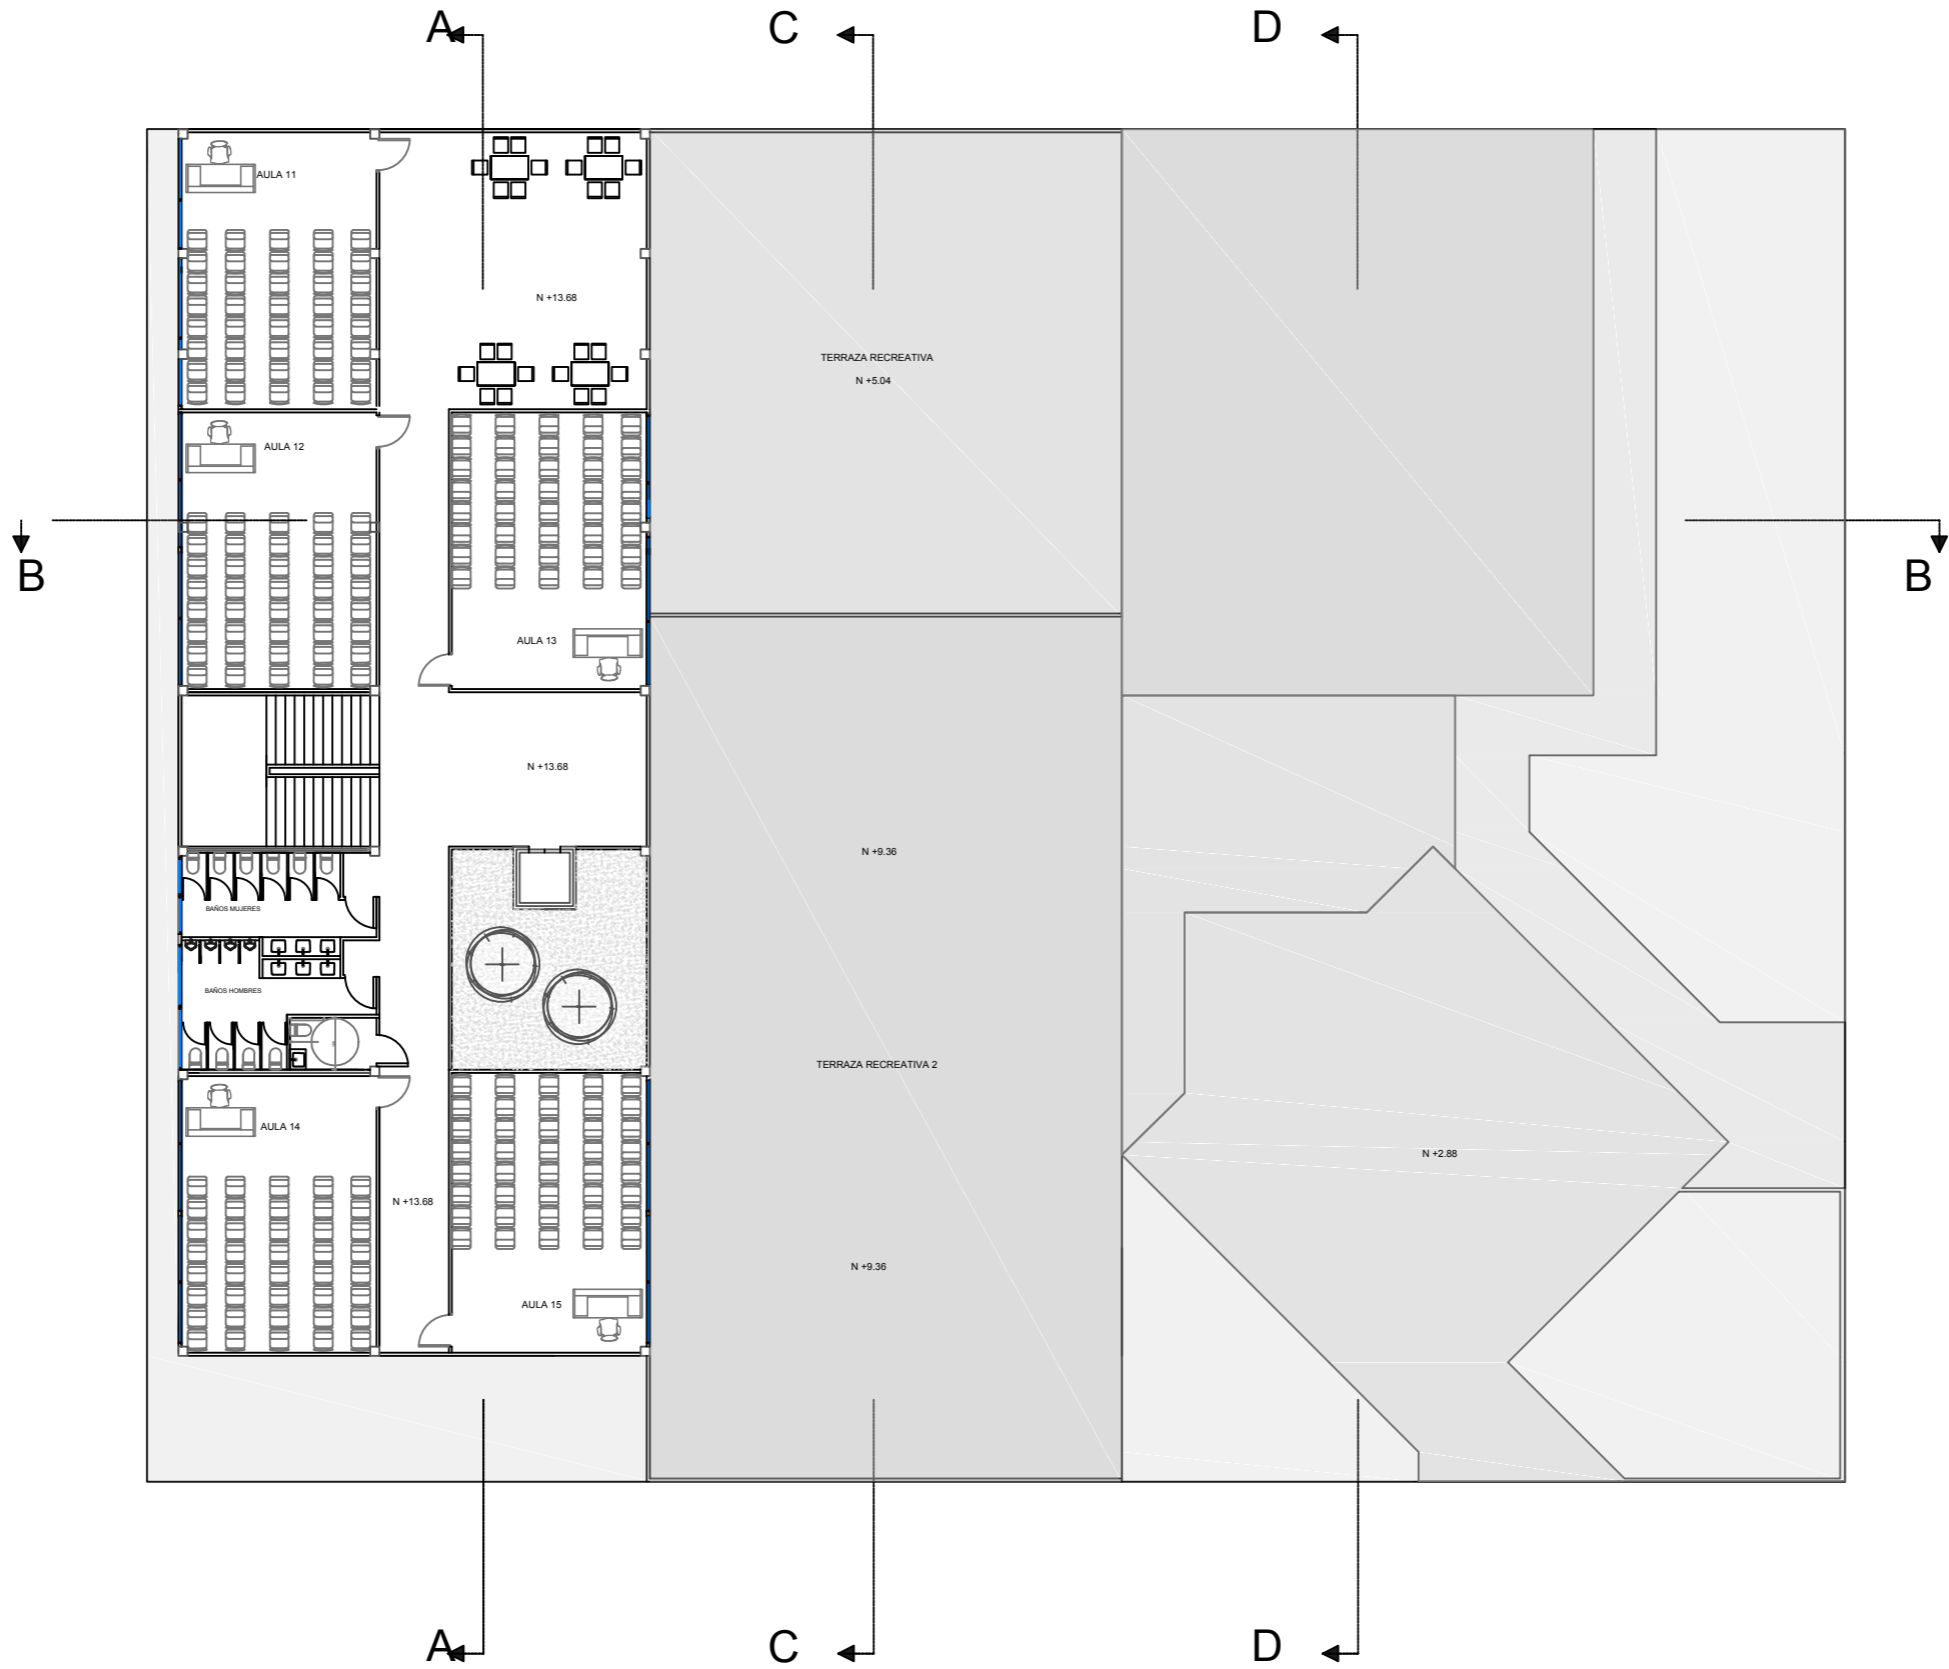 A
C
D
AULA 11
N +13.68
TERRAZA RECREATIVA
N +5.04
AULA 12
B
B
AULA 13
N +13.68
N +9.36
BAÑOS MUJERES
BAÑOS HOMBRES
TERRAZA RECREATIVA 2
AULA 14
N +2.88
N +13.68
N +9.36
AULA 15
A
C
D